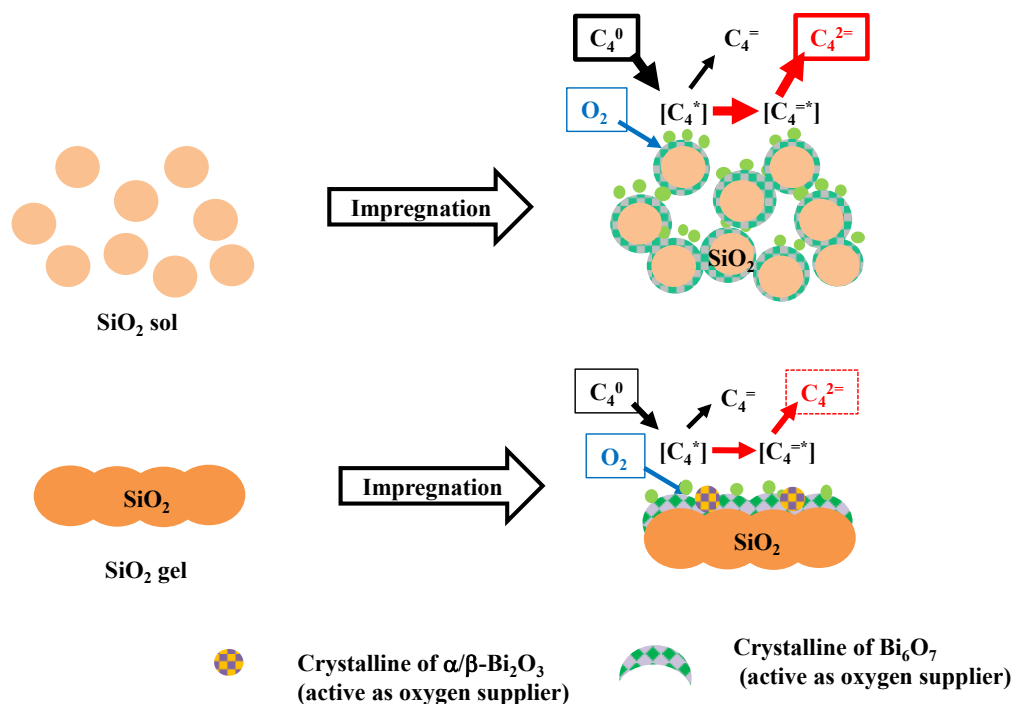 C₄⁰ C₄⁼ C₄²⁼
O₂ [C₄*] [C₄⁼*]
Impregnation
SiO₂
SiO₂ sol
C₄⁰ C₄⁼ C₄²⁼
O₂ [C₄*] [C₄⁼*]
SiO₂
Impregnation
SiO₂
SiO₂ gel
Crystalline of α/β-Bi₂O₃
(active as oxygen supplier)
Crystalline of Bi₆O₇
(active as oxygen supplier)